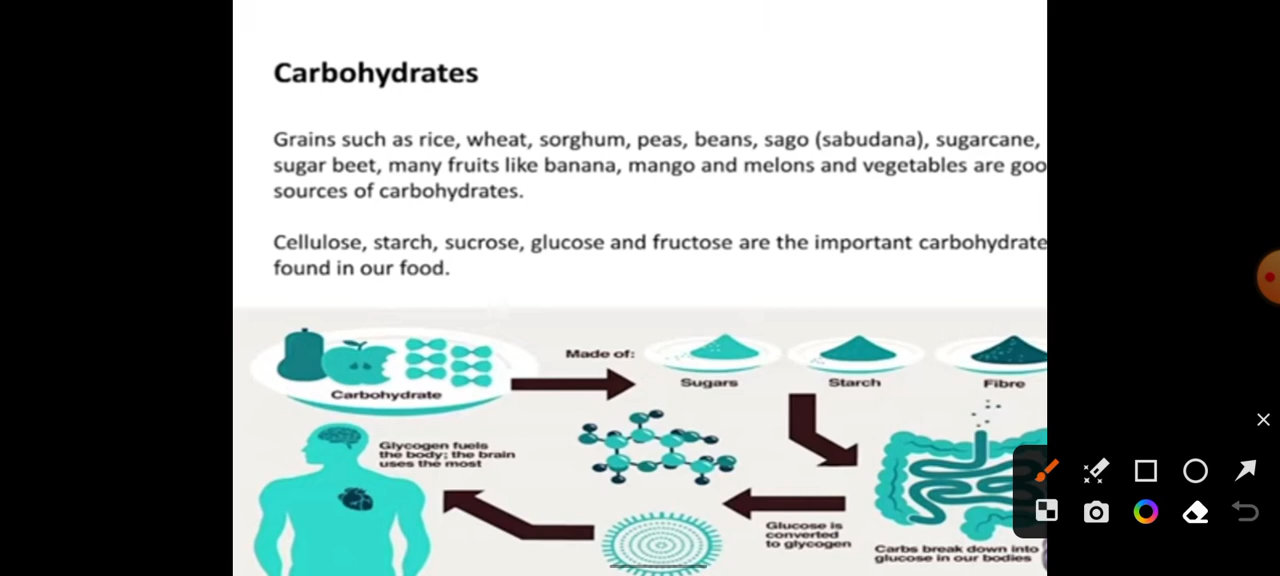 Carbohydrates
Grains such as rice, wheat, sorghum, peas, beans, sago (sabudana), sugarcane,
sugar beet, many fruits like banana, mango and melons and vegetables are goo
sources of carbohydrates.
Cellulose, starch, sucrose, glucose and fructose are the important carbohydrate
found in our food.
Made of:
Sugars
Starch
Fibre
Carbohydrate
Glycogen fuels
the body; the brain
uses the most
Glucose is
converted
to glycogen
Carbs break down into
glucose in our bodies